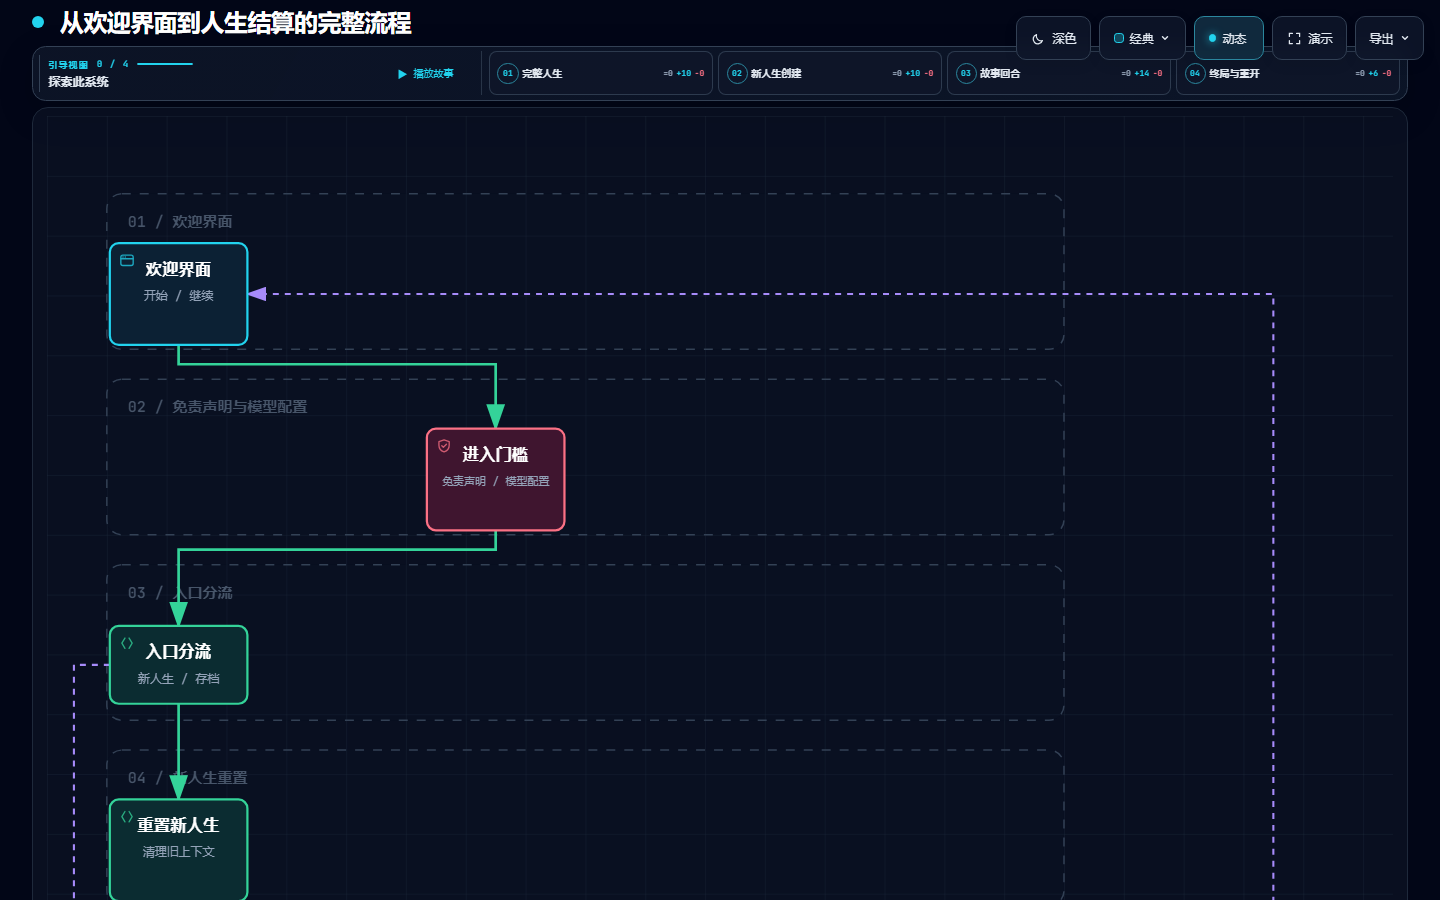 从欢迎界面到人生结算的完整流程
深色
经典
动态
演示
导出
引导视图 0 / 4
探索此系统
播放故事
01 完整人生 =0 +10 -0
02 新人生创建 =0 +10 -0
03 故事回合 =0 +14 -0
04 终局与重开 =0 +6 -0
01 / 欢迎界面
欢迎界面
开始 / 继续
02 / 免责声明与模型配置
进入门槛
免责声明 / 模型配置
03 / 入口分流
入口分流
新人生 / 存档
04 / 新人生重置
重置新人生
清理旧上下文